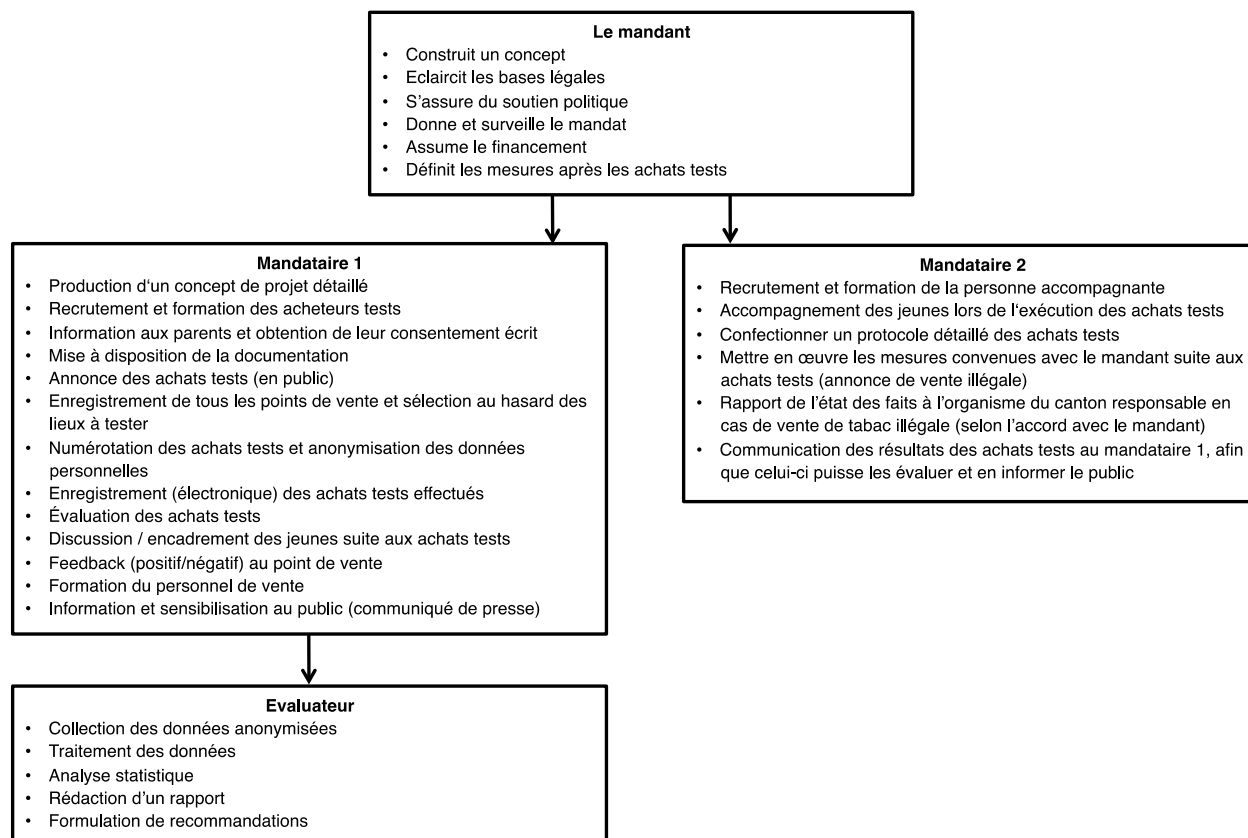 Le mandant
• Construit un concept
• Eclaircit les bases légales
• S'assure du soutien politique
• Donne et surveille le mandat
• Assume le financement
• Définit les mesures après les achats tests
Mandataire 1
• Production d‘un concept de projet détaillé
• Recrutement et formation des acheteurs tests
• Information aux parents et obtention de leur consentement écrit
• Mise à disposition de la documentation
• Annonce des achats tests (en public)
• Enregistrement de tous les points de vente et sélection au hasard des
lieux à tester
• Numérotation des achats tests et anonymisation des données
personnelles
• Enregistrement (électronique) des achats tests effectués
• Évaluation des achats tests
• Discussion / encadrement des jeunes suite aux achats tests
• Feedback (positif/négatif) au point de vente
• Formation du personnel de vente
• Information et sensibilisation au public (communiqué de presse)
Mandataire 2
• Recrutement et formation de la personne accompagnante
• Accompagnement des jeunes lors de l‘exécution des achats tests
• Confectionner un protocole détaillé des achats tests
• Mettre en œuvre les mesures convenues avec le mandant suite aux
achats tests (annonce de vente illégale)
• Rapport de l’état des faits à l’organisme du canton responsable en
cas de vente de tabac illégale (selon l’accord avec le mandant)
• Communication des résultats des achats tests au mandataire 1, afin
que celui-ci puisse les évaluer et en informer le public
Evaluateur
• Collection des données anonymisées
• Traitement des données
• Analyse statistique
• Rédaction d’un rapport
• Formulation de recommandations